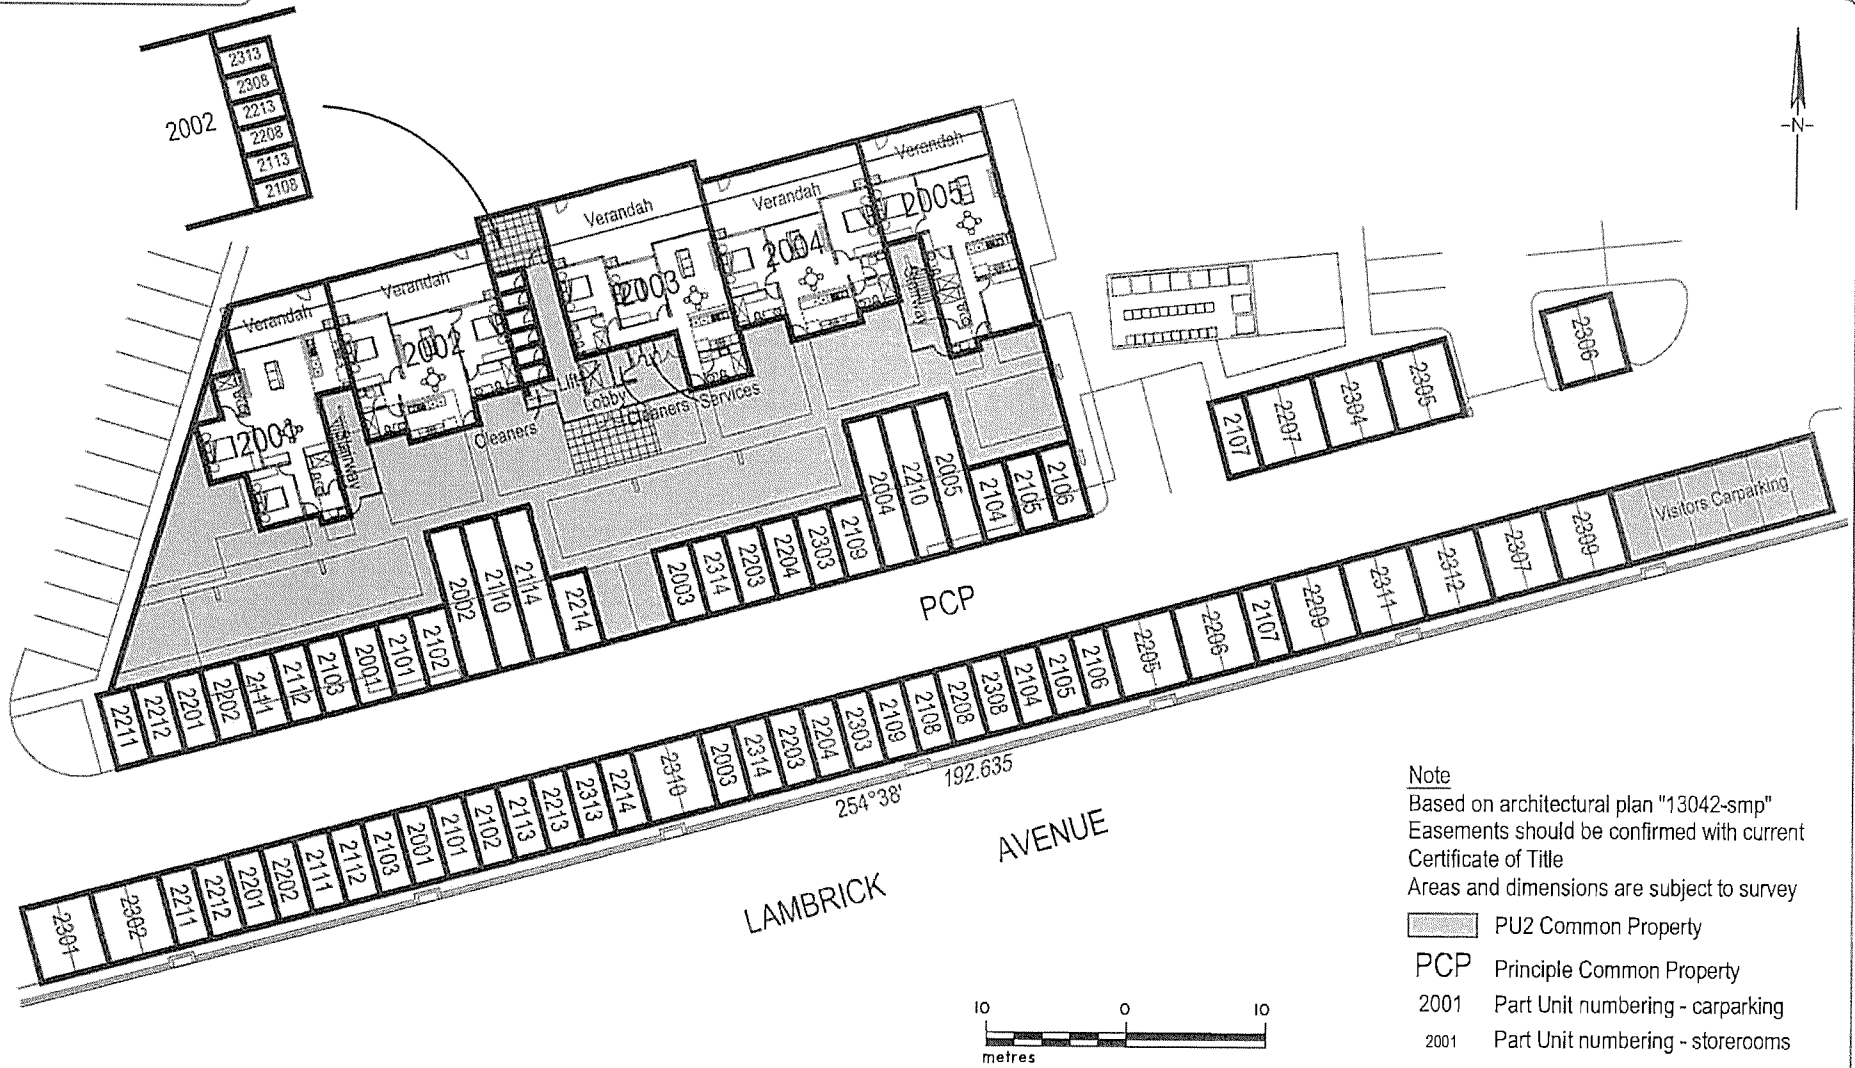 2313
2308
2213
2208
2113
2108
2002
-N-
Verandah
Verandah
Verandah
Verandah
Verandah
2001
2002
2003
2004
2005
Stairway
Stairway
Lift
Lobby
Cleaners
Cleaners
Services
2306
2107
2207
2304
2305
2211
2212
2201
2202
2111
2112
2103
2001
2101
2102
2002
2110
2114
2214
2003
2314
2203
2204
2303
2109
2004
2210
2005
2104
2105
2106
PCP
2301
2302
2211
2212
2201
2202
2111
2112
2103
2001
2101
2102
2113
2213
2313
2214
2310
2003
2314
2203
2204
2303
2109
2108
2208
2308
2104
2105
2106
2205
2206
2107
2209
2311
2312
2307
2309
Visitors Carparking
254°38'
192.635
LAMBRICK
AVENUE
Note
Based on architectural plan "13042-smp"
Easements should be confirmed with current
Certificate of Title
Areas and dimensions are subject to survey
PU2 Common Property
PCP Principle Common Property
2001 Part Unit numbering - carparking
2001 Part Unit numbering - storerooms
10 0 10
metres